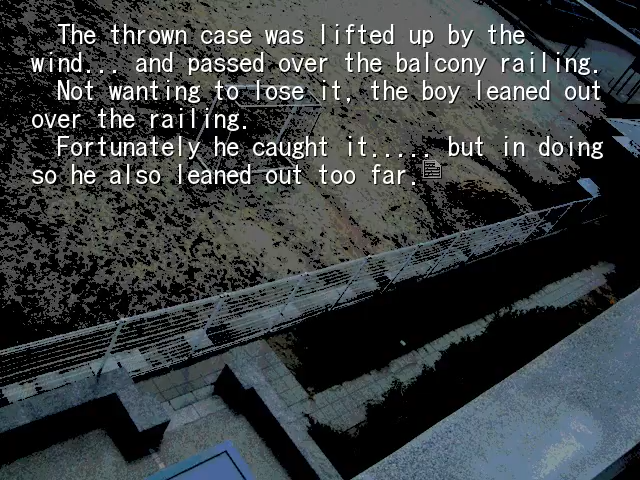 The thrown case was lifted up by the
wind... and passed over the balcony railing.
Not wanting to lose it, the boy leaned out
over the railing.
Fortunately he caught it..... but in doing
so he also leaned out too far.